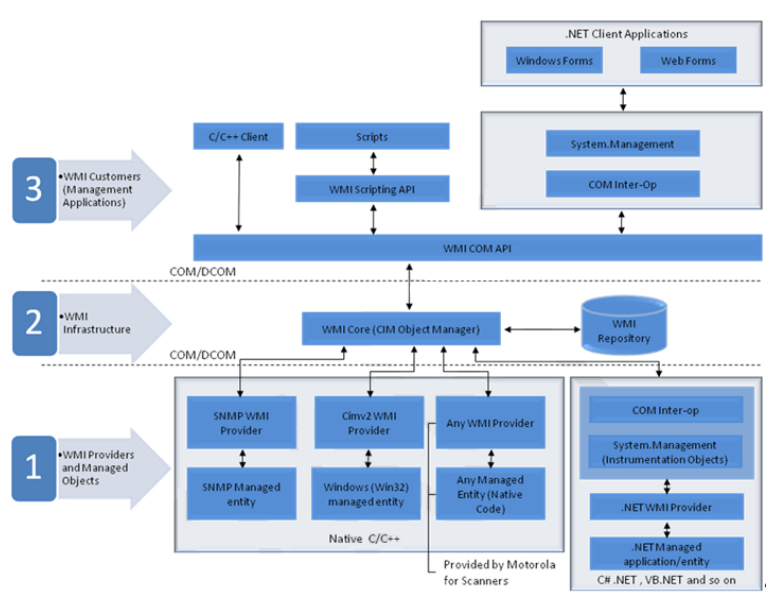 .NET Client Applications
Windows Forms
Web Forms
C/C++ Client
Scripts
System.Management
3
•WMI Customers
(Management
Applications)
WMI Scripting API
COM Inter-Op
WMI COM API
COM/DCOM
2
•WMI
Infrastructure
WMI Core (CIM Object Manager)
WMI
Repository
COM/DCOM
1
•WMI Providers
and Managed
Objects
SNMP WMI
Provider
Cimv2 WMI
Provider
Any WMI Provider
COM Inter-op
System.Management
(Instrumentation Objects)
SNMP Managed
entity
Windows (Win32)
managed entity
Any Managed
Entity (Native
Code)
.NET WMI Provider
Native C/C++
.NET Managed
application/entity
Provided by Motorola
for Scanners
C# .NET , VB.NET and so on